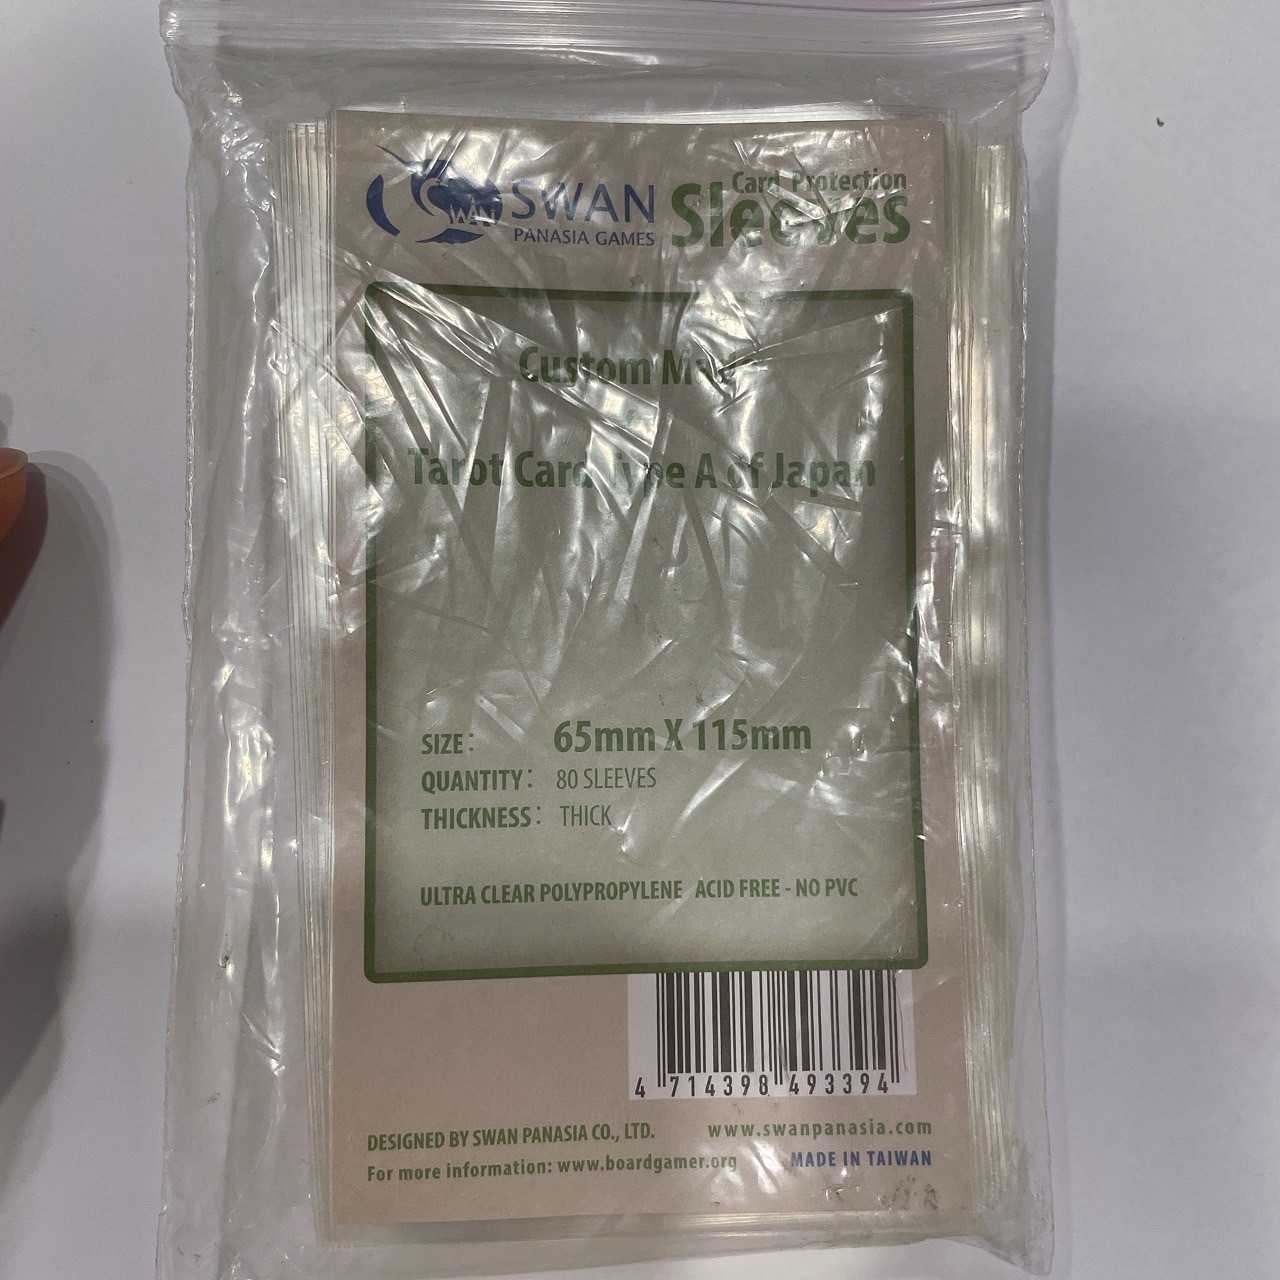 SWAN
SWAN
PANASIA GAMES
Card Protection
Sleeves
Custom
Tarot Card Type A of Japan
SIZE: 65mm X 115mm
QUANTITY: 80 SLEEVES
THICKNESS: THICK
ULTRA CLEAR POLYPROPYLENE ACID FREE - NO PVC
4 714398 493394
DESIGNED BY SWAN PANASIA CO., LTD. www.swanpanasia.com
For more information: www.boardgamer.org MADE IN TAIWAN